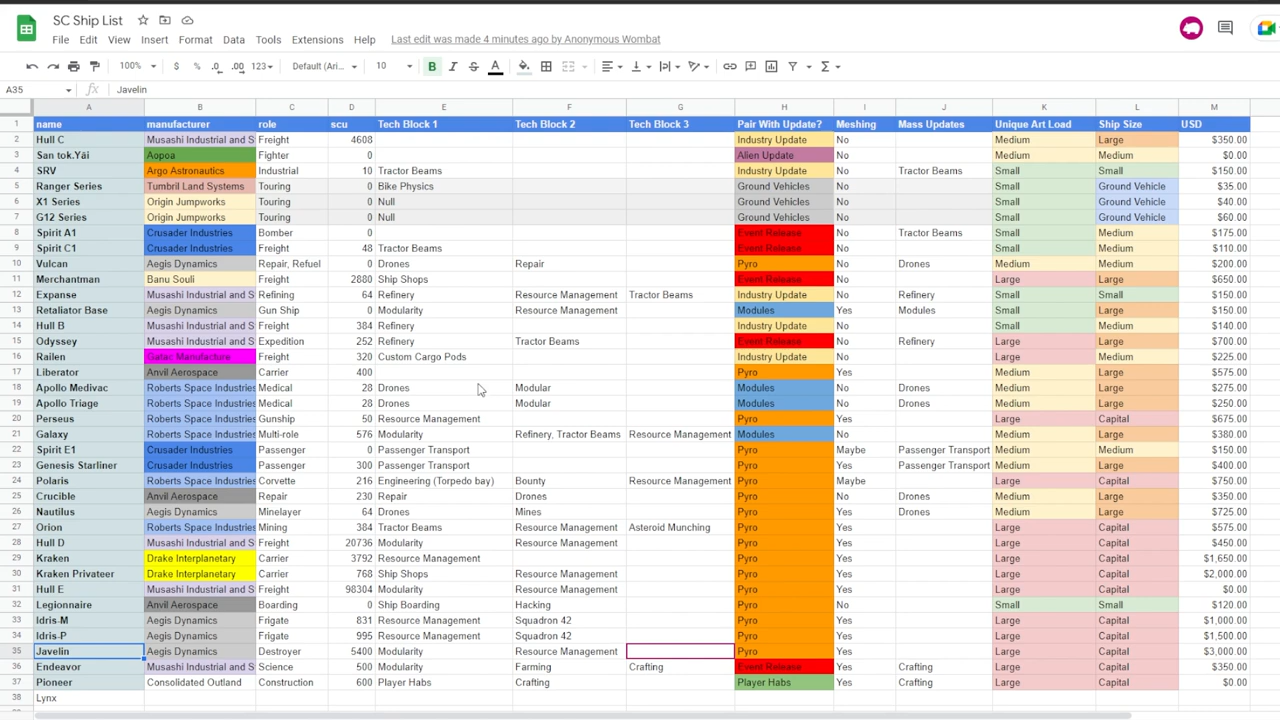 SC Ship List
File Edit View Insert Format Data Tools Extensions Help Last edit was made 4 minutes ago by Anonymous Wombat
100% $ % .0 .00 123 Default (Ari... 10 B I S A
A35 fx Javelin
A B C D E F G H I J K L M
1 name manufacturer role scu Tech Block 1 Tech Block 2 Tech Block 3 Pair With Update? Meshing Mass Updates Unique Art Load Ship Size USD
2 Hull C Musashi Industrial and S Freight 4608 Industry Update No Medium Large $350.00
3 San tok.Yāi Aopoa Fighter 0 Alien Update No Medium Medium $0.00
4 SRV Argo Astronautics Industrial 10 Tractor Beams Industry Update No Tractor Beams Small Small $150.00
5 Ranger Series Tumbril Land Systems Touring 0 Bike Physics Ground Vehicles No Small Ground Vehicle $35.00
6 X1 Series Origin Jumpworks Touring 0 Null Ground Vehicles No Small Ground Vehicle $40.00
7 G12 Series Origin Jumpworks Touring 0 Null Ground Vehicles No Small Ground Vehicle $60.00
8 Spirit A1 Crusader Industries Bomber 0 Event Release No Tractor Beams Small Medium $175.00
9 Spirit C1 Crusader Industries Freight 48 Tractor Beams Event Release No Small Medium $110.00
10 Vulcan Aegis Dynamics Repair, Refuel 0 Drones Repair Pyro No Drones Medium Medium $200.00
11 Merchantman Banu Souli Freight 2880 Ship Shops Event Release No Large Large $650.00
12 Expanse Musashi Industrial and S Refining 64 Refinery Resource Management Tractor Beams Industry Update No Refinery Small Small $150.00
13 Retaliator Base Aegis Dynamics Gun Ship 0 Modularity Resource Management Modules Yes Modules Small Large $150.00
14 Hull B Musashi Industrial and S Freight 384 Refinery Industry Update No Small Medium $140.00
15 Odyssey Musashi Industrial and S Expedition 252 Refinery Tractor Beams Event Release No Refinery Large Large $700.00
16 Railen Gatac Manufacture Freight 320 Custom Cargo Pods Industry Update No Large Medium $225.00
17 Liberator Anvil Aerospace Carrier 400 Pyro Yes Medium Large $575.00
18 Apollo Medivac Roberts Space Industries Medical 28 Drones Modular Modules No Drones Medium Large $275.00
19 Apollo Triage Roberts Space Industries Medical 28 Drones Modular Modules No Drones Medium Large $250.00
20 Perseus Roberts Space Industries Gunship 50 Resource Management Pyro Yes Large Capital $675.00
21 Galaxy Roberts Space Industries Multi-role 576 Modularity Refinery, Tractor Beams Resource Management Modules No Medium Large $380.00
22 Spirit E1 Crusader Industries Passenger 0 Passenger Transport Pyro Maybe Passenger Transport Medium Medium $150.00
23 Genesis Starliner Crusader Industries Passenger 300 Passenger Transport Pyro Yes Passenger Transport Medium Large $400.00
24 Polaris Roberts Space Industries Corvette 216 Engineering (Torpedo bay) Bounty Resource Management Pyro Maybe Large Capital $750.00
25 Crucible Anvil Aerospace Repair 230 Repair Drones Pyro No Drones Medium Large $350.00
26 Nautilus Aegis Dynamics Minelayer 64 Drones Mines Pyro Yes Drones Medium Large $725.00
27 Orion Roberts Space Industries Mining 384 Tractor Beams Resource Management Asteroid Munching Pyro Yes Large Capital $575.00
28 Hull D Musashi Industrial and S Freight 20736 Modularity Resource Management Pyro Yes Large Capital $450.00
29 Kraken Drake Interplanetary Carrier 3792 Resource Management Pyro Yes Large Capital $1,650.00
30 Kraken Privateer Drake Interplanetary Carrier 768 Ship Shops Resource Management Pyro Yes Large Capital $2,000.00
31 Hull E Musashi Industrial and S Freight 98304 Modularity Resource Management Pyro Yes Large Capital $0.00
32 Legionnaire Anvil Aerospace Boarding 0 Ship Boarding Hacking Pyro No Small Small $120.00
33 Idris-M Aegis Dynamics Frigate 831 Resource Management Squadron 42 Pyro Yes Large Capital $1,000.00
34 Idris-P Aegis Dynamics Frigate 995 Resource Management Squadron 42 Pyro Yes Large Capital $1,500.00
35 Javelin Aegis Dynamics Destroyer 5400 Modularity Resource Management Pyro Yes Large Capital $3,000.00
36 Endeavor Musashi Industrial and S Science 500 Modularity Farming Crafting Event Release Yes Crafting Large Capital $350.00
37 Pioneer Consolidated Outland Construction 600 Player Habs Crafting Player Habs Yes Crafting Large Capital $0.00
38 Lynx